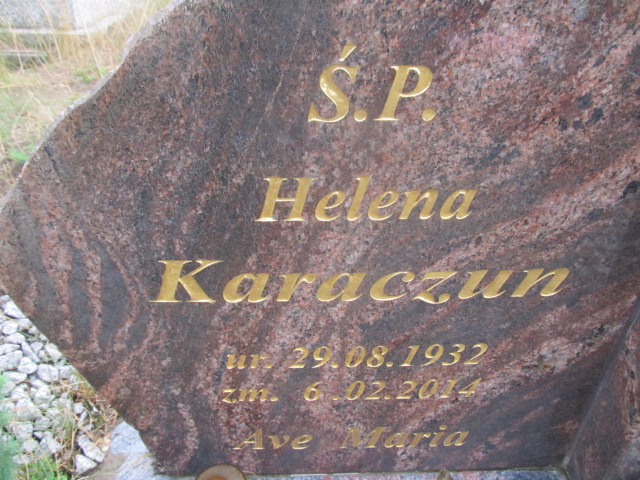 Ś.P.
Helena
Karaczun
ur. 29.08.1932
zm. 6.02.2014
Ave Maria